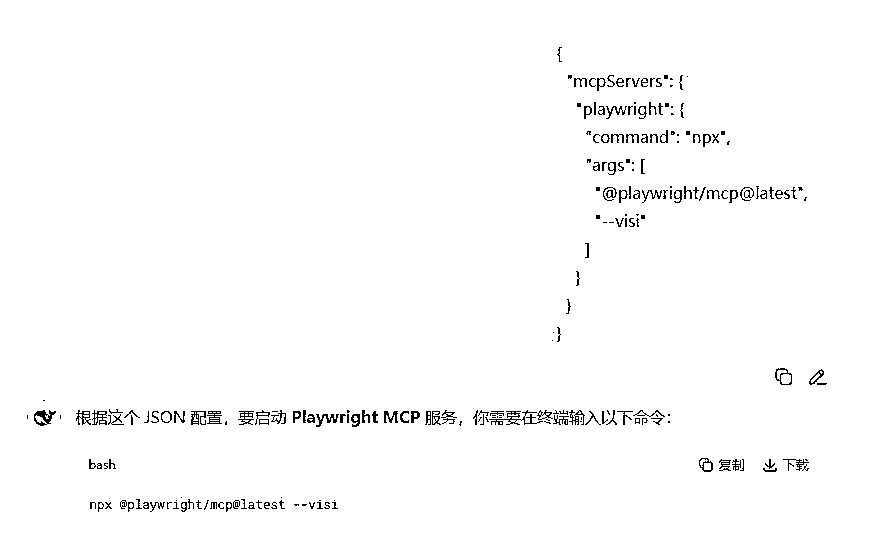 {
"mcpServers": {
"playwright": {
"command": "npx",
"args": [
"@playwright/mcp@latest",
"--visi"
]
}
}
}
根据这个 JSON 配置，要启动 Playwright MCP 服务，你需要在终端输入以下命令：
bash 复制 下载
npx @playwright/mcp@latest --visi